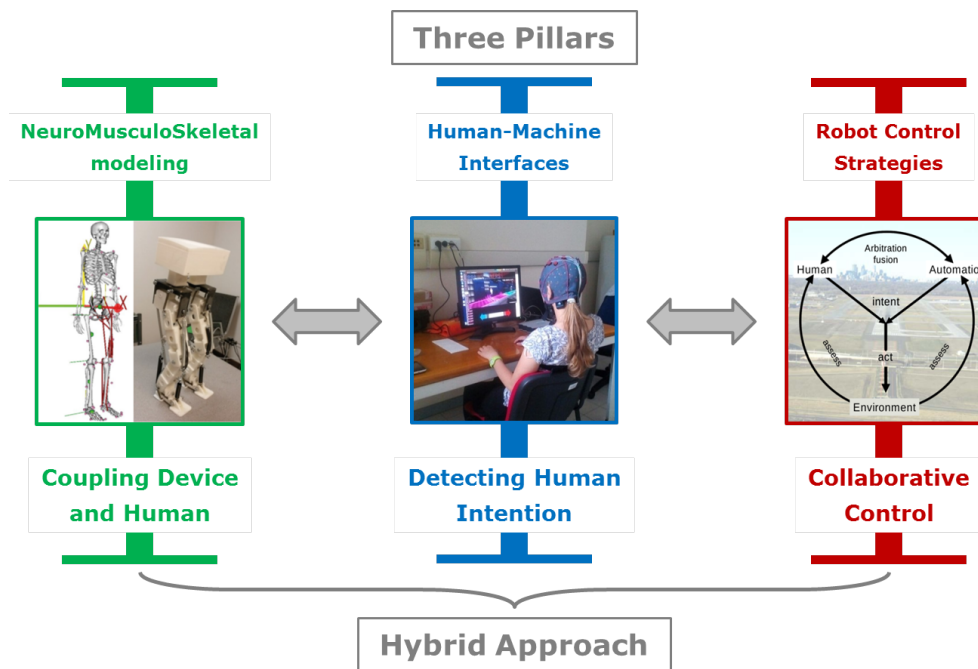 Three Pillars
NeuroMusculoSkeletal
modeling
Human-Machine
Interfaces
Robot Control
Strategies
Arbitration
fusion
Human
Automation
intent
assess
act
assess
Environment
Coupling Device
and Human
Detecting Human
Intention
Collaborative
Control
Hybrid Approach